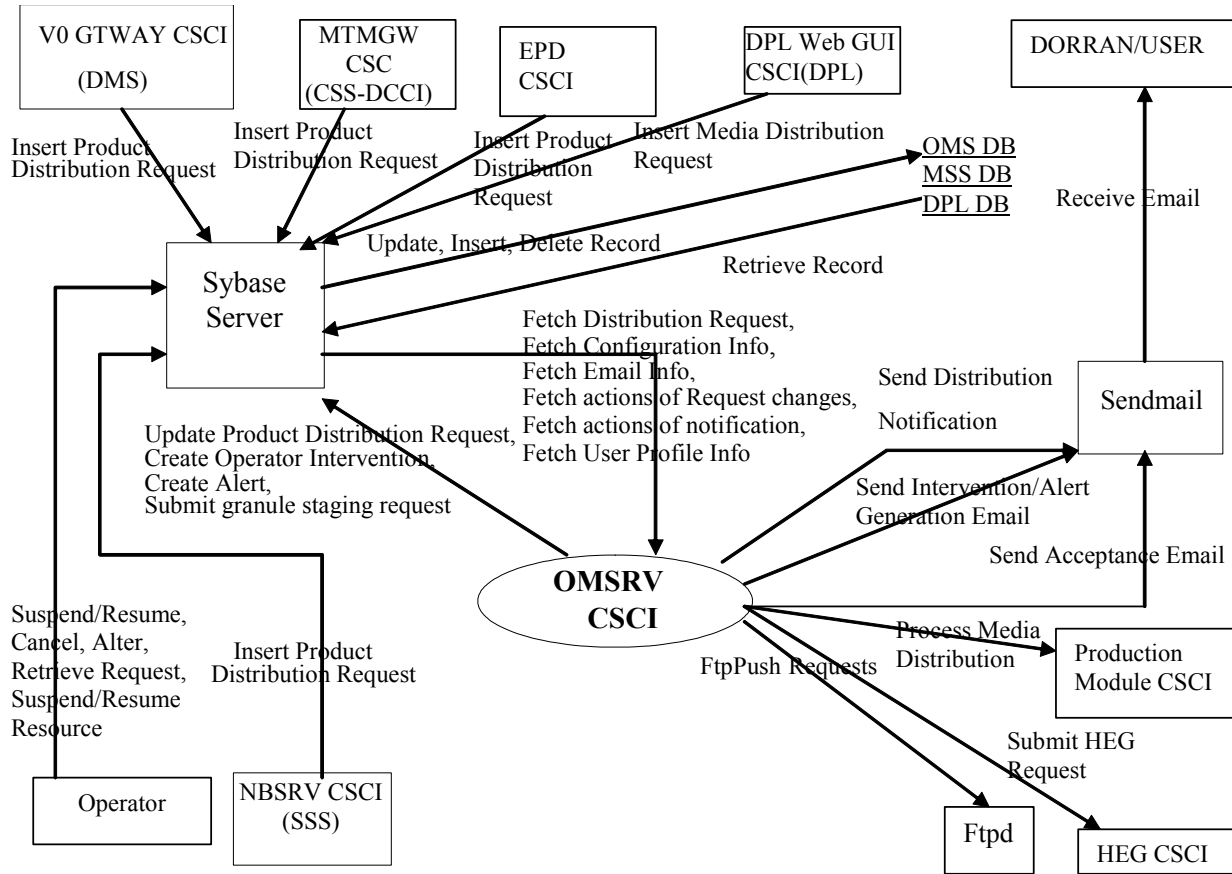 V0 GTWAY CSCI
(DMS)
MTMGW
CSC
(CSS-DCCI)
EPD
CSCI
DPL Web GUI
CSCI(DPL)
DORRAN/USER
Insert Product
Distribution Request
Insert Product
Distribution Request
Insert Product
Distribution
Request
Insert Media Distribution
Request
OMS DB
MSS DB
DPL DB
Receive Email
Update, Insert, Delete Record
Retrieve Record
Sybase
Server
Fetch Distribution Request,
Fetch Configuration Info,
Fetch Email Info,
Fetch actions of Request changes,
Fetch actions of notification,
Fetch User Profile Info
Send Distribution
Notification
Sendmail
Update Product Distribution Request,
Create Operator Intervention,
Create Alert,
Submit granule staging request
Send Intervention/Alert
Generation Email
Send Acceptance Email
OMSRV
CSCI
Suspend/Resume,
Cancel, Alter,
Retrieve Request,
Suspend/Resume
Resource
Insert Product
Distribution Request
FtpPush Requests
Process Media
Distribution
Production
Module CSCI
Submit HEG
Request
Operator
NBSRV CSCI
(SSS)
Ftpd
HEG CSCI